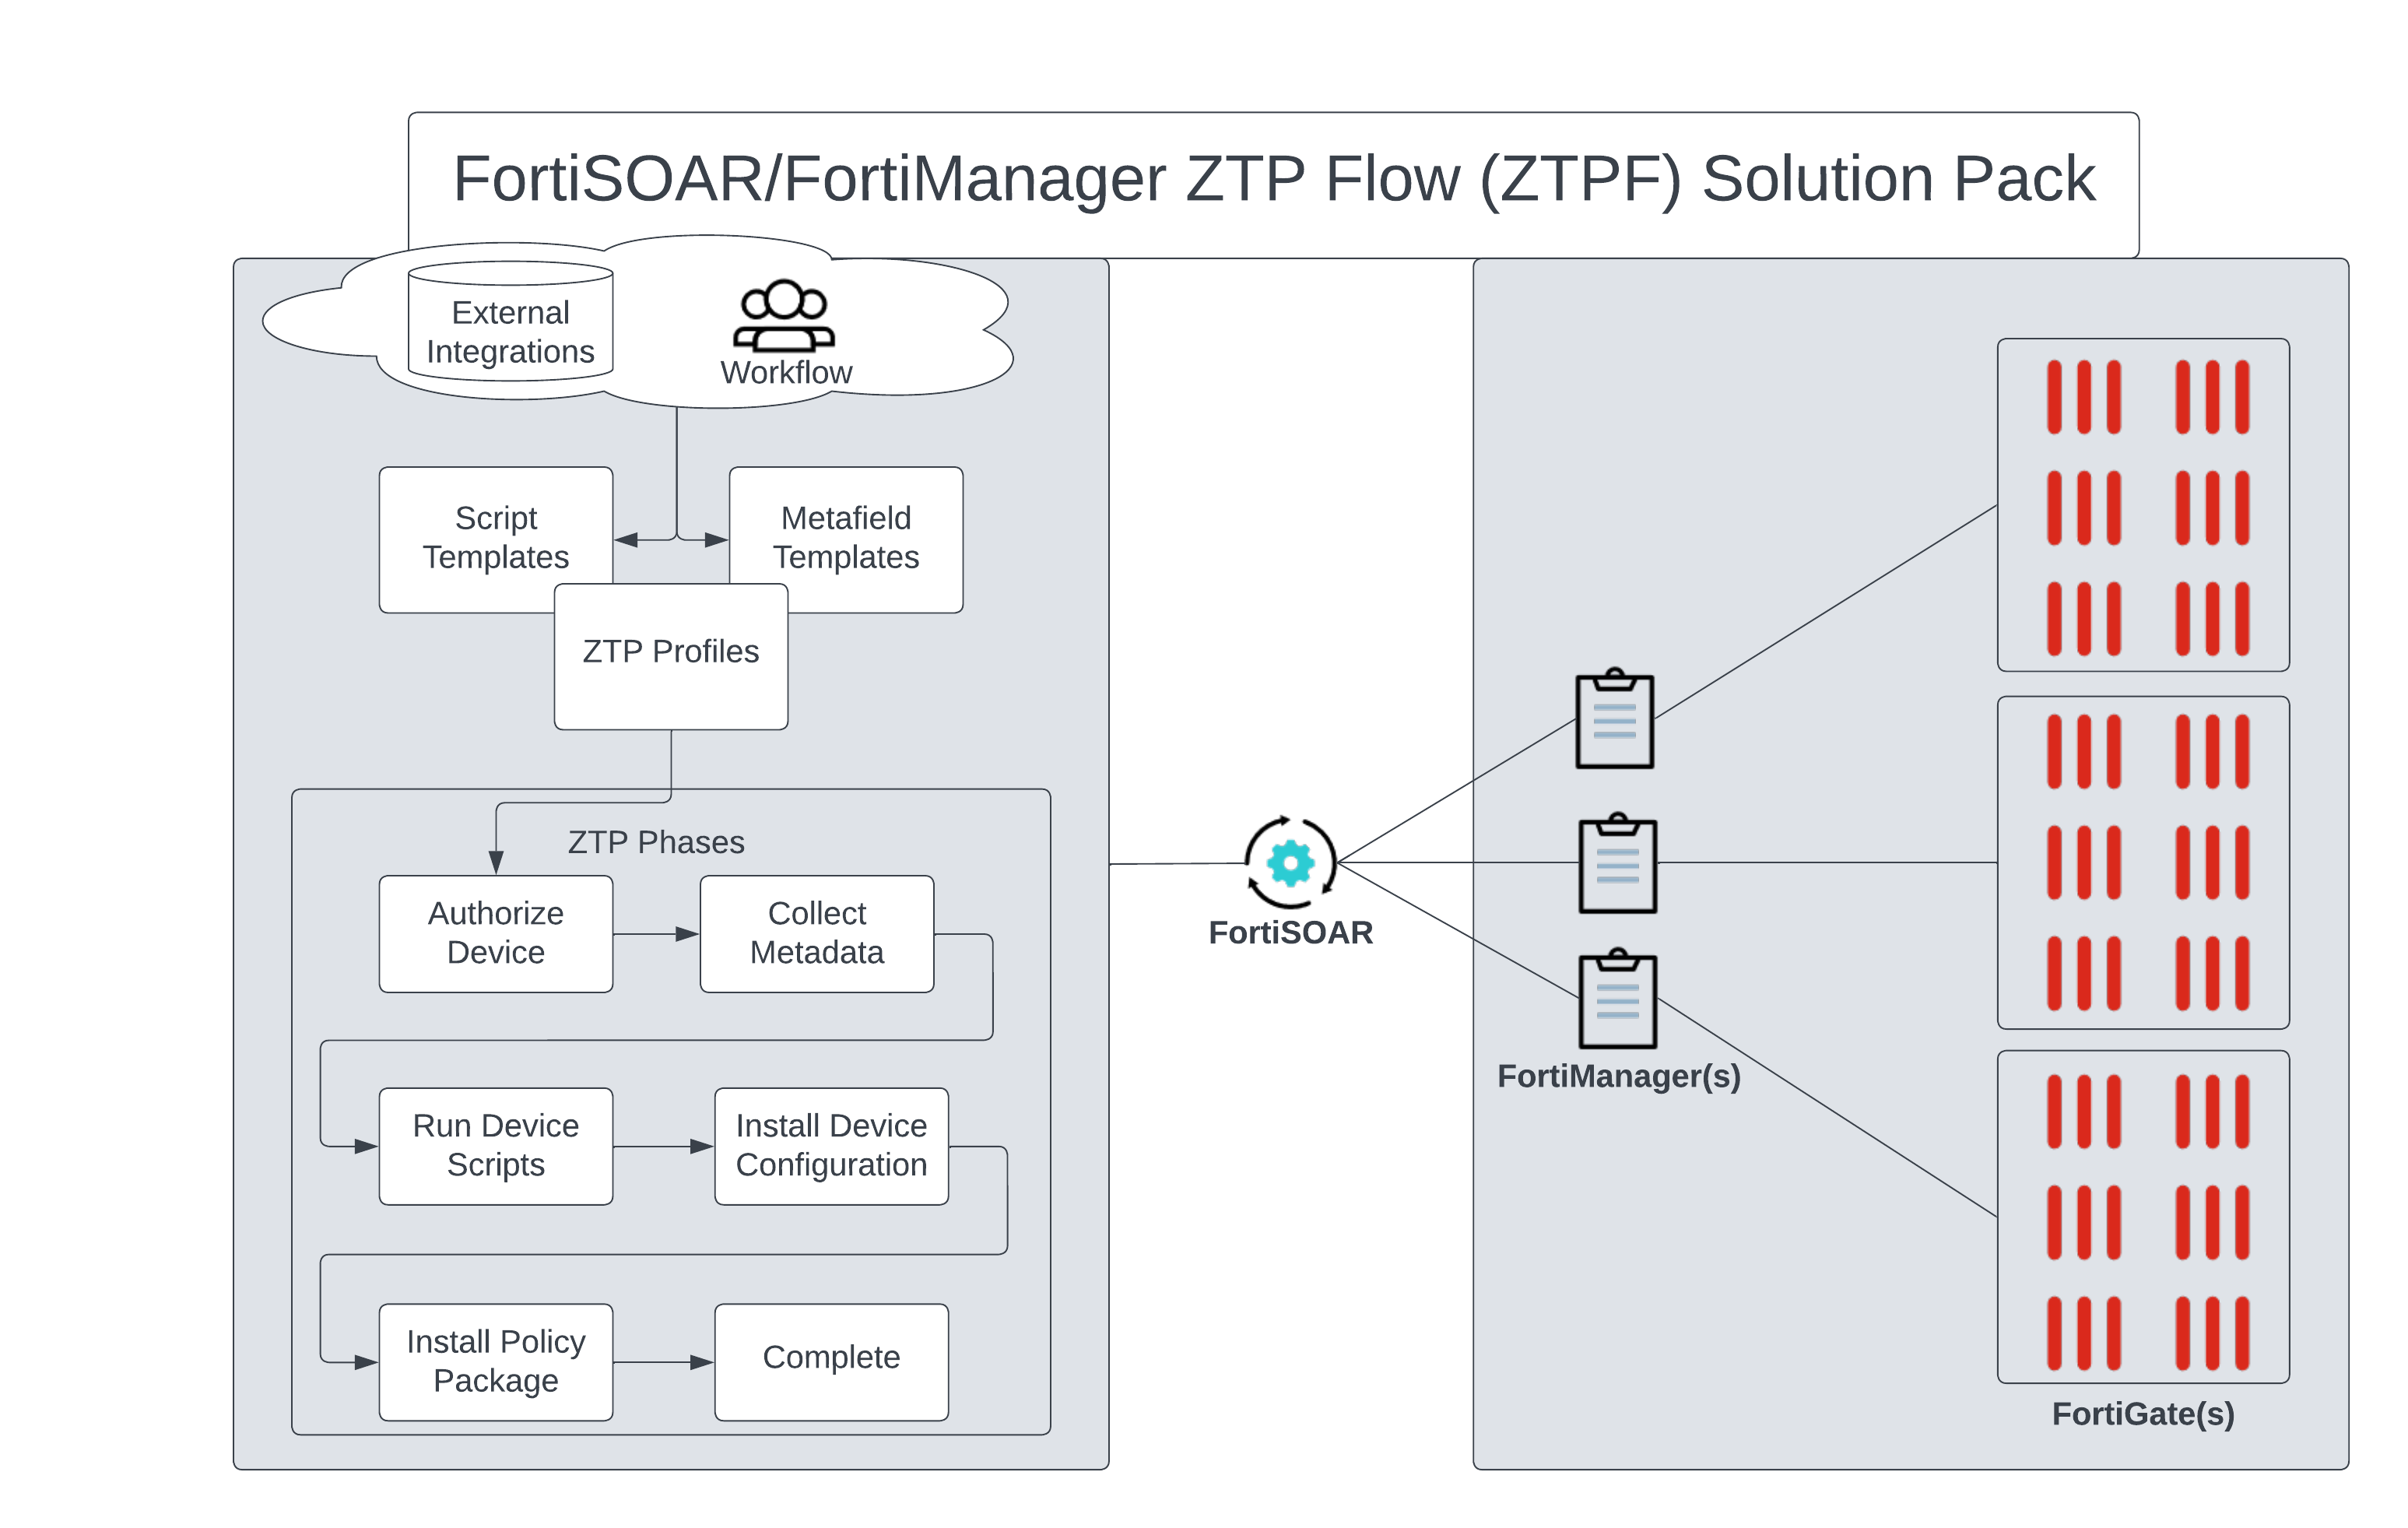 FortiSOAR/FortiManager ZTP Flow (ZTPF) Solution Pack
External
Integrations
Workflow
Script
Templates
Metafield
Templates
ZTP Profiles
ZTP Phases
Authorize
Device
Collect
Metadata
Run Device
Scripts
Install Device
Configuration
Install Policy
Package
Complete
FortiSOAR
FortiManager(s)
FortiGate(s)